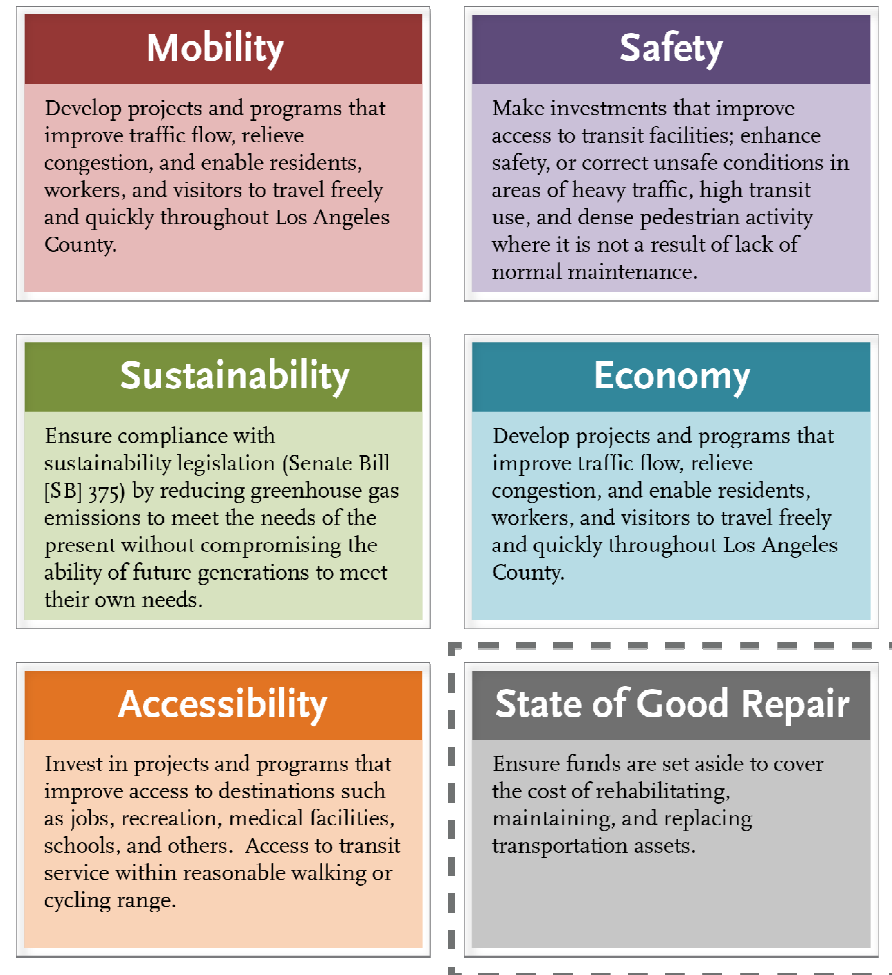 Mobility
Develop projects and programs that
improve traffic flow, relieve
congestion, and enable residents,
workers, and visitors to travel freely
and quickly throughout Los Angeles
County.
Safety
Make investments that improve
access to transit facilities; enhance
safety, or correct unsafe conditions in
areas of heavy traffic, high transit
use, and dense pedestrian activity
where it is not a result of lack of
normal maintenance.
Sustainability
Ensure compliance with
sustainability legislation (Senate Bill
[SB] 375) by reducing greenhouse gas
emissions to meet the needs of the
present without compromising the
ability of future generations to meet
their own needs.
Economy
Develop projects and programs that
improve traffic flow, relieve
congestion, and enable residents,
workers, and visitors to travel freely
and quickly throughout Los Angeles
County.
Accessibility
Invest in projects and programs that
improve access to destinations such
as jobs, recreation, medical facilities,
schools, and others.  Access to transit
service within reasonable walking or
cycling range.
State of Good Repair
Ensure funds are set aside to cover
the cost of rehabilitating,
maintaining, and replacing
transportation assets.